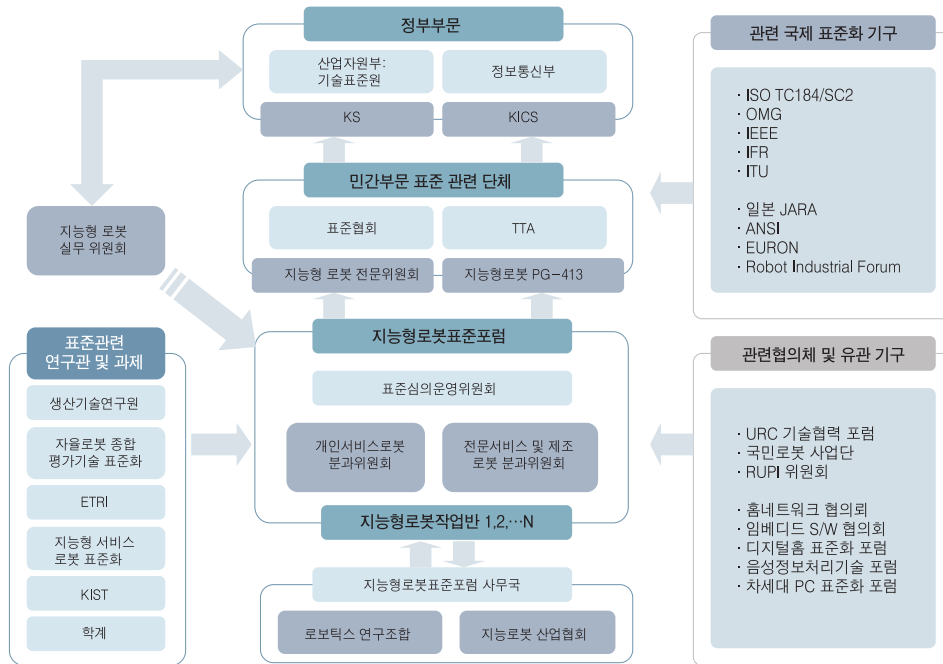 정부부문
산업자원부:
기술표준원
정보통신부
KS
KICS
민간부문 표준 관련 단체
표준협회
TTA
지능형 로봇 전문위원회
지능형로봇 PG-413
지능형 로봇
실무 위원회
지능형로봇표준포럼
표준심의운영위원회
개인서비스로봇
분과위원회
전문서비스 및 제조
로봇 분과위원회
지능형로봇작업반 1,2,…N
지능형로봇표준포럼 사무국
로보틱스 연구조합
지능로봇 산업협회
표준관련
연구관 및 과제
생산기술연구원
자율로봇 종합
평가기술 표준화
ETRI
지능형 서비스
로봇 표준화
KIST
학계
관련 국제 표준화 기구
· ISO TC184/SC2
· OMG
· IEEE
· IFR
· ITU
· 일본 JARA
· ANSI
· EURON
· Robot Industrial Forum
관련협의체 및 유관 기구
· URC 기술협력 포럼
· 국민로봇 사업단
· RUPI 위원회
· 홈네트워크 협의뢰
· 임베디드 S/W 협의회
· 디지털홈 표준화 포럼
· 음성정보처리기술 포럼
· 차세대 PC 표준화 포럼